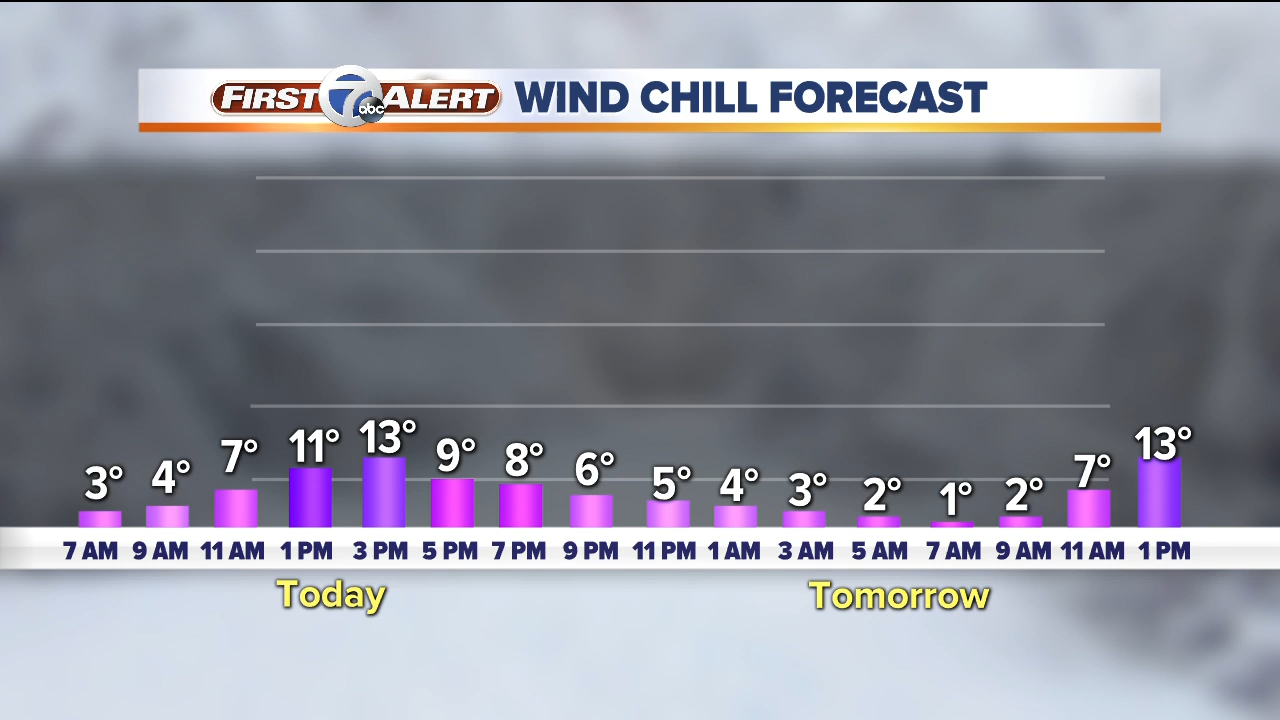 FIRST 7 abc ALERT WIND CHILL FORECAST
3° 4° 7° 11° 13° 9° 8° 6° 5° 4° 3° 2° 1° 2° 7° 13°
7 AM 9 AM 11 AM 1 PM 3 PM 5 PM 7 PM 9 PM 11 PM 1 AM 3 AM 5 AM 7 AM 9 AM 11 AM 1 PM
Today Tomorrow